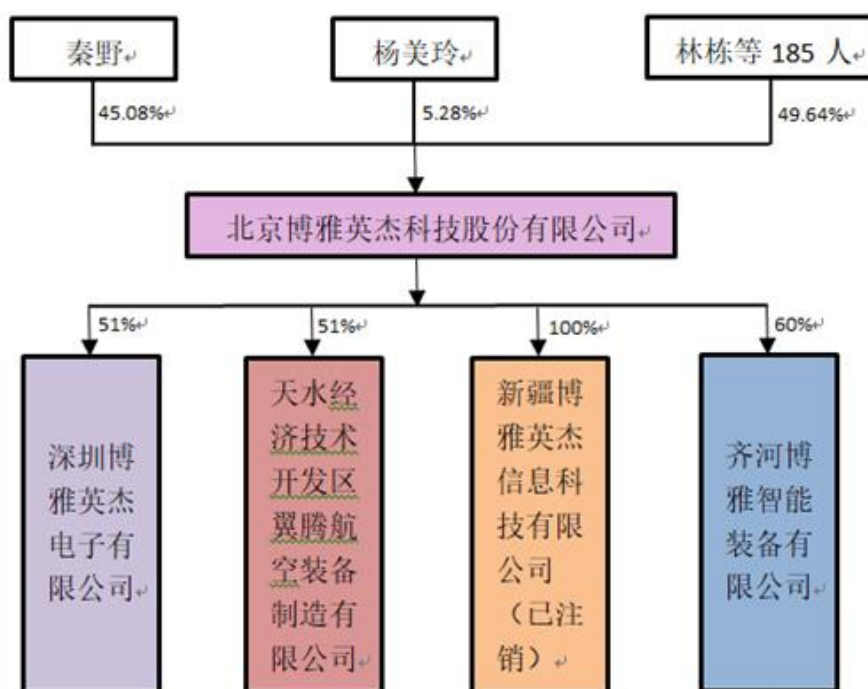 秦野
杨美玲
林栋等 185 人
45.08%
5.28%
49.64%
北京博雅英杰科技股份有限公司
51%
51%
100%
60%
深圳博
雅英杰
电子有
限公司
天水经
济技术
开发区
翼腾航
空装备
制造有
限公司
新疆博
雅英杰
信息科
技有限
公司
（已注
销）
齐河博
雅智能
装备有
限公司